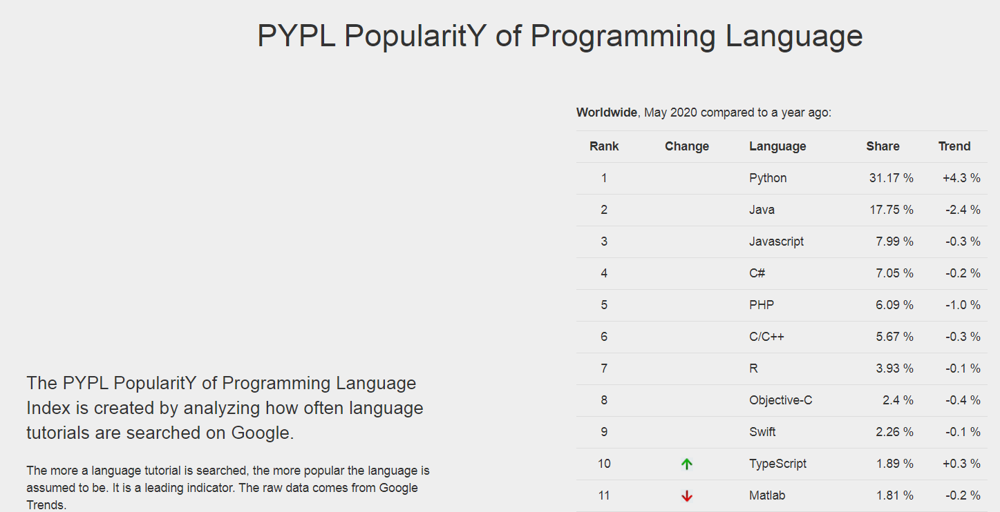 PYPL PopularitY of Programming Language
Worldwide, May 2020 compared to a year ago:
Rank Change Language Share Trend
1 Python 31.17 % +4.3 %
2 Java 17.75 % -2.4 %
3 Javascript 7.99 % -0.3 %
4 C# 7.05 % -0.2 %
5 PHP 6.09 % -1.0 %
6 C/C++ 5.67 % -0.3 %
7 R 3.93 % -0.1 %
8 Objective-C 2.4 % -0.4 %
9 Swift 2.26 % -0.1 %
10 TypeScript 1.89 % +0.3 %
11 Matlab 1.81 % -0.2 %
The PYPL PopularitY of Programming Language
Index is created by analyzing how often language
tutorials are searched on Google.
The more a language tutorial is searched, the more popular the language is
assumed to be. It is a leading indicator. The raw data comes from Google
Trends.